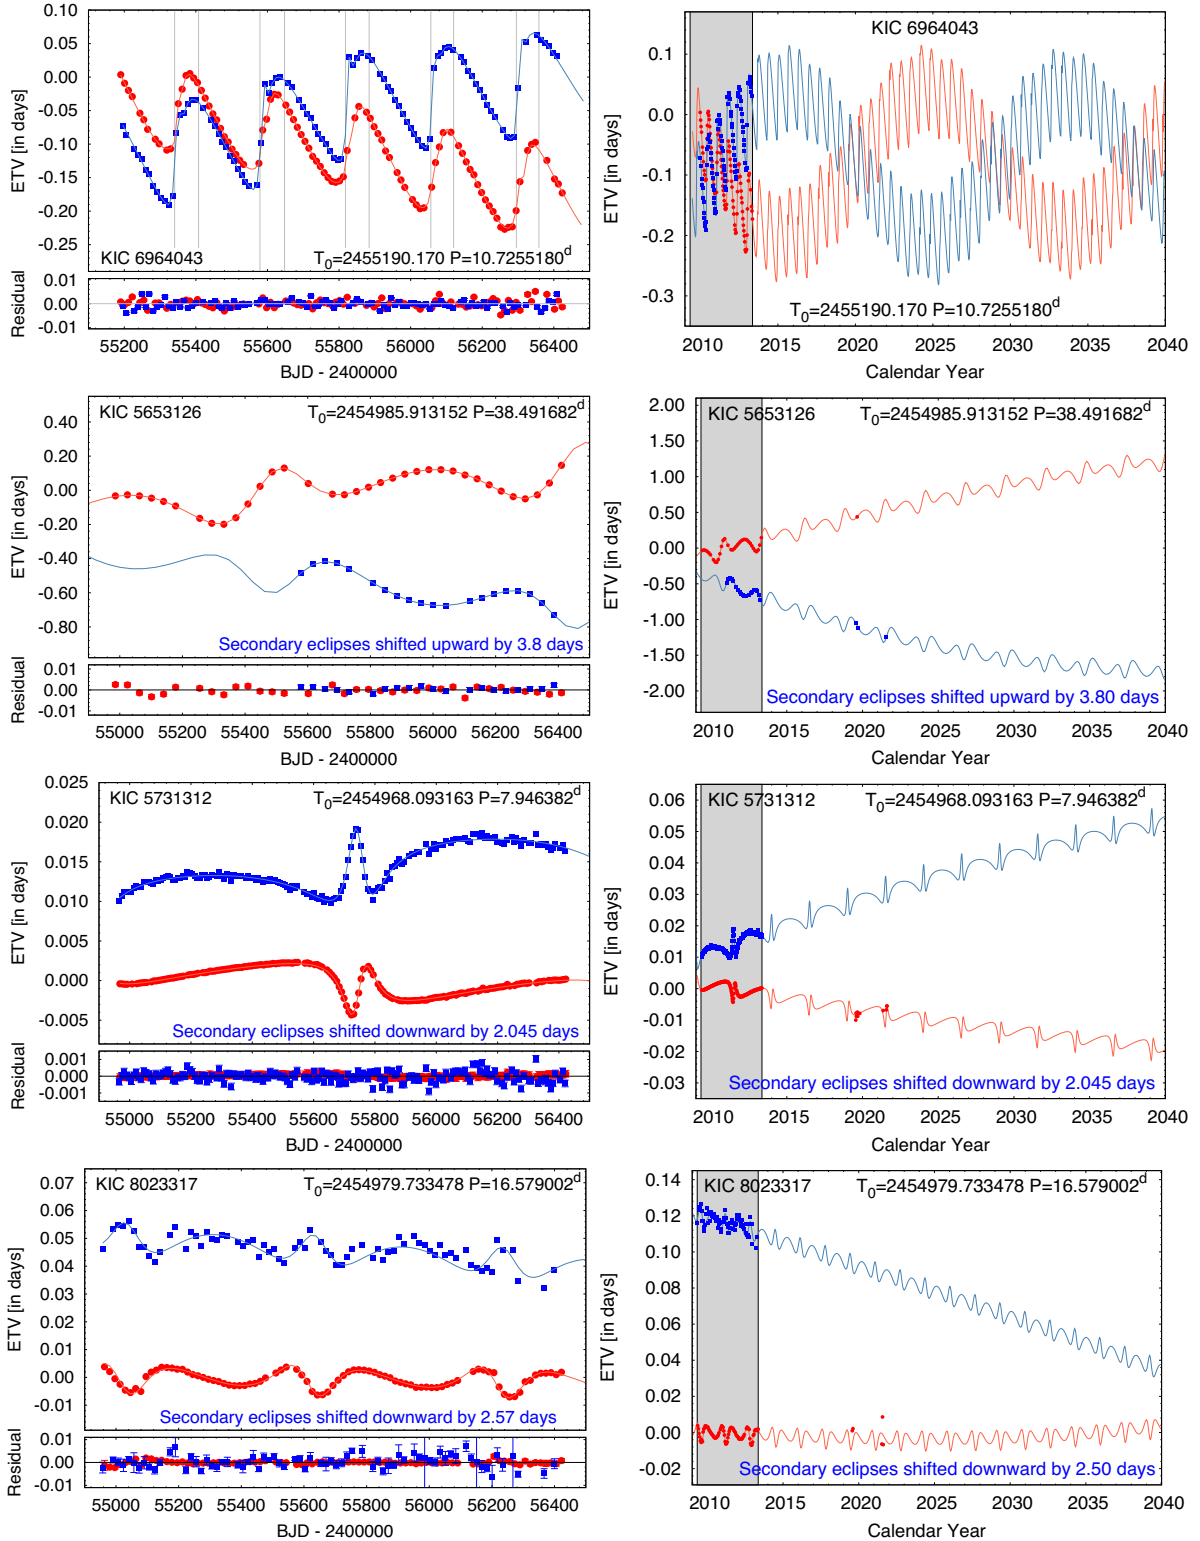 0.10
0.05
0.00
-0.05
-0.10
-0.15
-0.20
-0.25
ETV [in days]
KIC 6964043
T0=2455190.170 P=10.7255180d
0.01
0.00
-0.01
Residual
55200 55400 55600 55800 56000 56200 56400
BJD - 2400000
KIC 6964043
0.1
0.0
-0.1
-0.2
-0.3
ETV [in days]
T0=2455190.170 P=10.7255180d
2010 2015 2020 2025 2030 2035 2040
Calendar Year
KIC 5653126 T0=2454985.913152 P=38.491682d
0.40
0.20
0.00
-0.20
-0.40
-0.60
-0.80
ETV [in days]
Secondary eclipses shifted upward by 3.8 days
0.01
0.00
-0.01
Residual
55000 55200 55400 55600 55800 56000 56200 56400
BJD - 2400000
KIC 5653126 T0=2454985.913152 P=38.491682d
2.00
1.50
1.00
0.50
0.00
-0.50
-1.00
-1.50
-2.00
ETV [in days]
Secondary eclipses shifted upward by 3.80 days
2010 2015 2020 2025 2030 2035 2040
Calendar Year
KIC 5731312 T0=2454968.093163 P=7.946382d
0.025
0.020
0.015
0.010
0.005
0.000
-0.005
ETV [in days]
Secondary eclipses shifted downward by 2.045 days
0.001
0.000
-0.001
Residual
55000 55200 55400 55600 55800 56000 56200 56400
BJD - 2400000
KIC 5731312 T0=2454968.093163 P=7.946382d
0.06
0.05
0.04
0.03
0.02
0.01
0.00
-0.01
-0.02
-0.03
ETV [in days]
Secondary eclipses shifted downward by 2.045 days
2010 2015 2020 2025 2030 2035 2040
Calendar Year
KIC 8023317 T0=2454979.733478 P=16.579002d
0.07
0.06
0.05
0.04
0.03
0.02
0.01
0.00
-0.01
ETV [in days]
Secondary eclipses shifted downward by 2.57 days
0.01
0.00
-0.01
Residual
55000 55200 55400 55600 55800 56000 56200 56400
BJD - 2400000
KIC 8023317 T0=2454979.733478 P=16.579002d
0.14
0.12
0.10
0.08
0.06
0.04
0.02
0.00
-0.02
ETV [in days]
Secondary eclipses shifted downward by 2.50 days
2010 2015 2020 2025 2030 2035 2040
Calendar Year